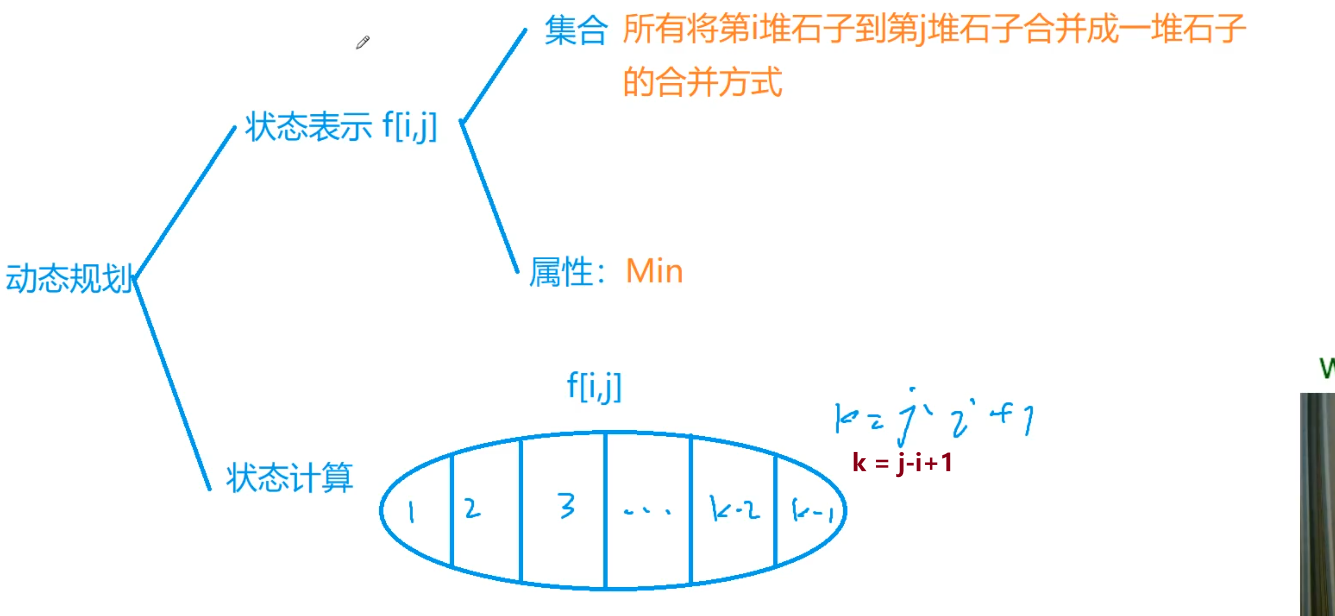 集合 所有将第i堆石子到第j堆石子合并成一堆石子
的合并方式
状态表示 f[i,j]
属性：Min
动态规划
f[i,j]
k = j-i+1
k = j-i+1
状态计算
1 2 3 ... k-2 k-1